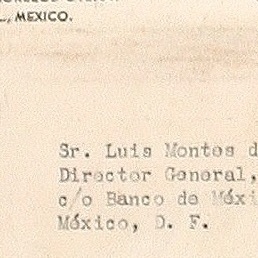 L., MEXICO.
Sr. Luis Montes d
Director General,
c/o Banco de Méxi
México, D. F.